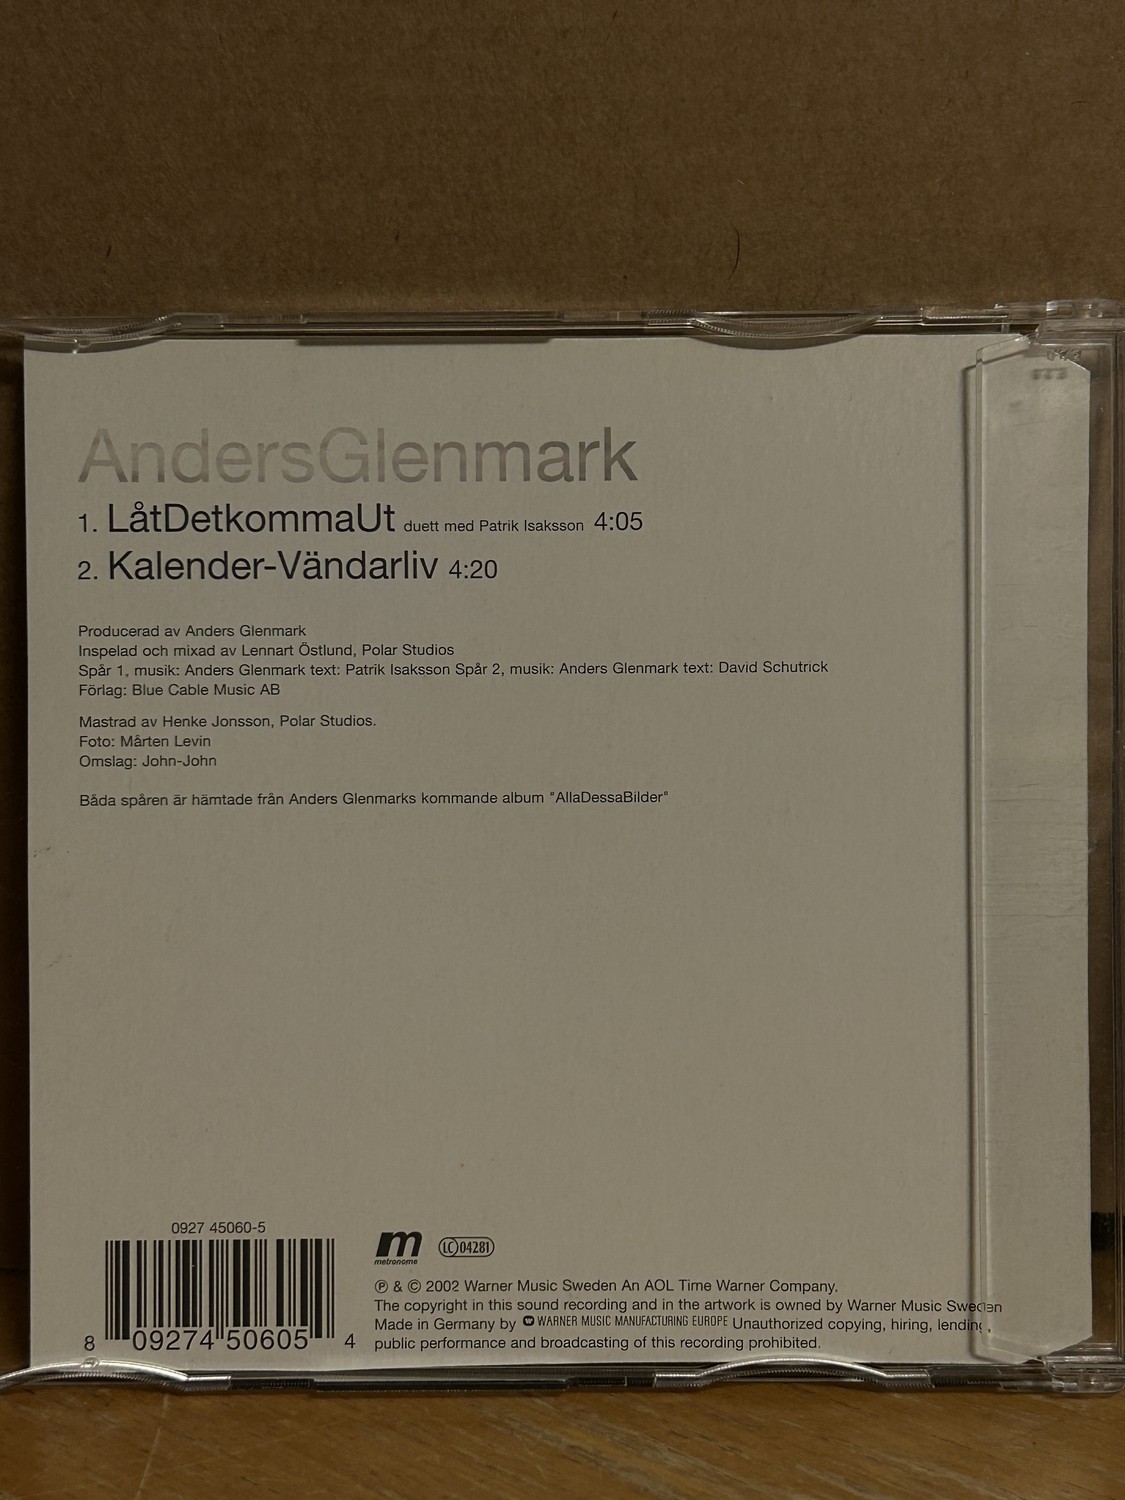 AndersGlenmark
1. LåtDetkommaUt duett med Patrik Isaksson 4:05
2. Kalender-Vändarliv 4:20
Producerad av Anders Glenmark
Inspelad och mixad av Lennart Östlund, Polar Studios
Spår 1, musik: Anders Glenmark text: Patrik Isaksson Spår 2, musik: Anders Glenmark text: David Schutrick
Förlag: Blue Cable Music AB
Mastrad av Henke Jonsson, Polar Studios.
Foto: Mårten Levin
Omslag: John-John
Båda spåren är hämtade från Anders Glenmarks kommande album "AllaDessaBilder"
0927 45060-5
8 09274 50605 4
m
metronome
LC 04281
℗ & © 2002 Warner Music Sweden An AOL Time Warner Company.
The copyright in this sound recording and in the artwork is owned by Warner Music Sweden
Made in Germany by WARNER MUSIC MANUFACTURING EUROPE Unauthorized copying, hiring, lending,
public performance and broadcasting of this recording prohibited.